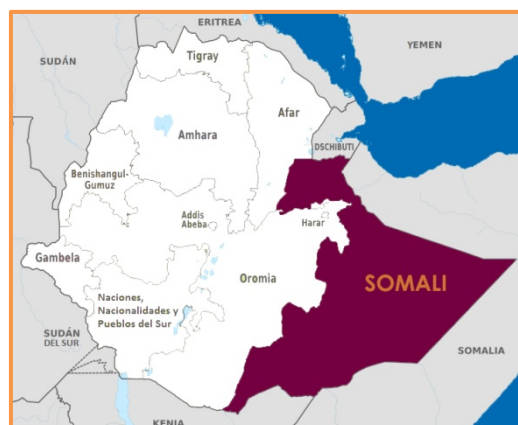 ERITREA
YEMEN
SUDÁN
Tigray
Afar
Amhara
DSCHIBUTI
Benishangul-
Gumuz
Addis
Abeba
Harar
Gambela
Oromia
SOMALI
Naciones,
Nacionalidades y
Pueblos del Sur
SUDÁN
DEL SUR
SOMALIA
KENIA